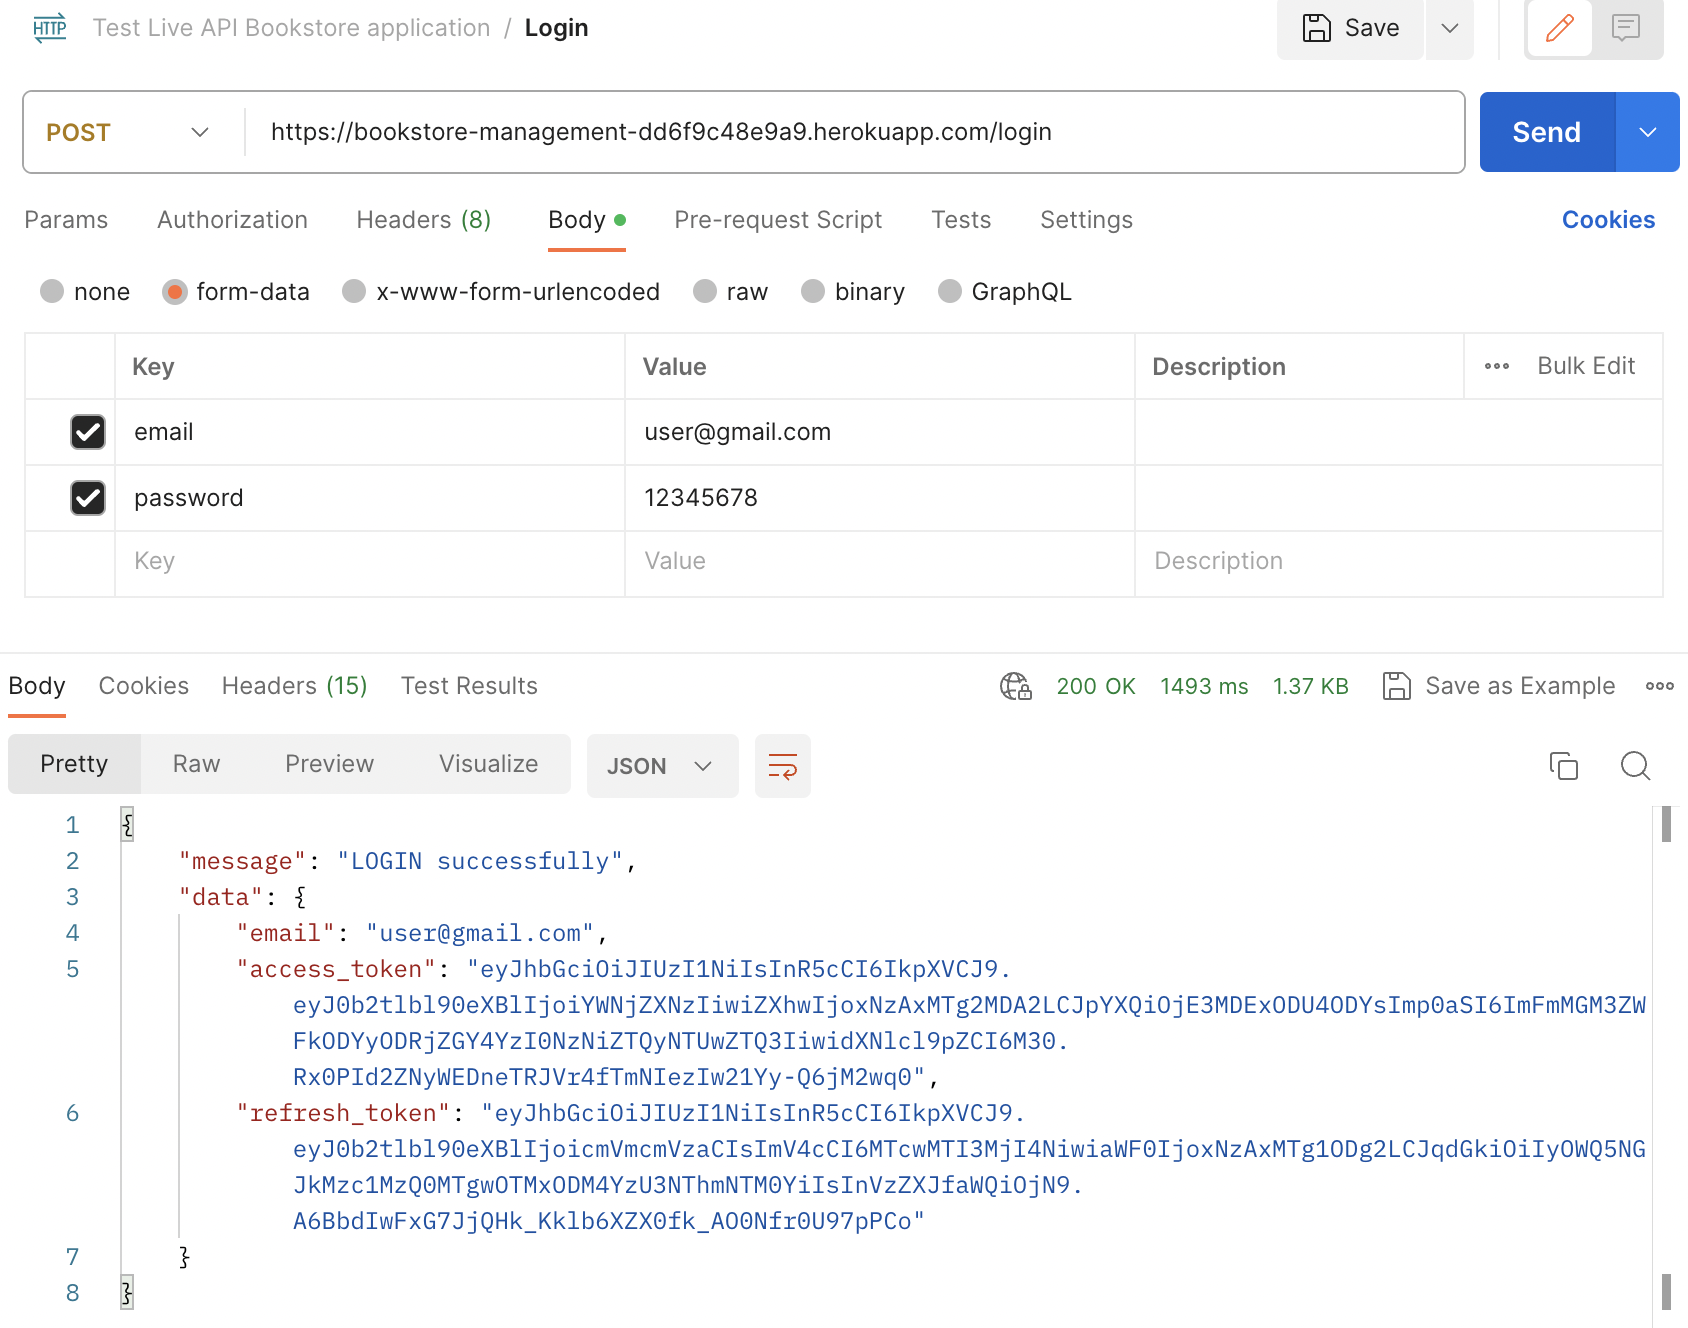 HTTP Test Live API Bookstore application / Login Save
POST https://bookstore-management-dd6f9c48e9a9.herokuapp.com/login Send
Params Authorization Headers (8) Body Pre-request Script Tests Settings Cookies
none form-data x-www-form-urlencoded raw binary GraphQL
Key Value Description Bulk Edit
email user@gmail.com
password 12345678
Key Value Description
Body Cookies Headers (15) Test Results 200 OK 1493 ms 1.37 KB Save as Example
Pretty Raw Preview Visualize JSON
1 {
2 "message": "LOGIN successfully",
3 "data": {
4 "email": "user@gmail.com",
5 "access_token": "eyJhbGciOiJIUzI1NiIsInR5cCI6IkpXVCJ9.
eyJ0b2tlbl90eXBlIjoiYWNjZXNzIiwiZXhwIjoxNzAxMTg2MDA2LCJpYXQiOjE3MDExODU4ODYsImp0aSI6ImFmMGM3ZW
FkODYyODRjZGY4YzI0NzNiZTQyNTUwZTQ3IiwidXNlcl9pZCI6M30.
Rx0PId2ZNyWEDneTRJVr4fTmNIezIw21Yy-Q6jM2wq0",
6 "refresh_token": "eyJhbGciOiJIUzI1NiIsInR5cCI6IkpXVCJ9.
eyJ0b2tlbl90eXBlIjoicmVmcmVzaCIsImV4cCI6MTcwMTI3MjI4NiwiaWF0IjoxNzAxMTg1ODg2LCJqdGkiOiIyOWQ5NG
JkMzc1MzQ0MTgwOTMxODM4YzU3NThmNTM0YiIsInVzZXJfaWQiOjN9.
A6BbdIwFxG7JjQHk_Kklb6XZX0fk_AO0Nfr0U97pPCo"
7 }
8 }